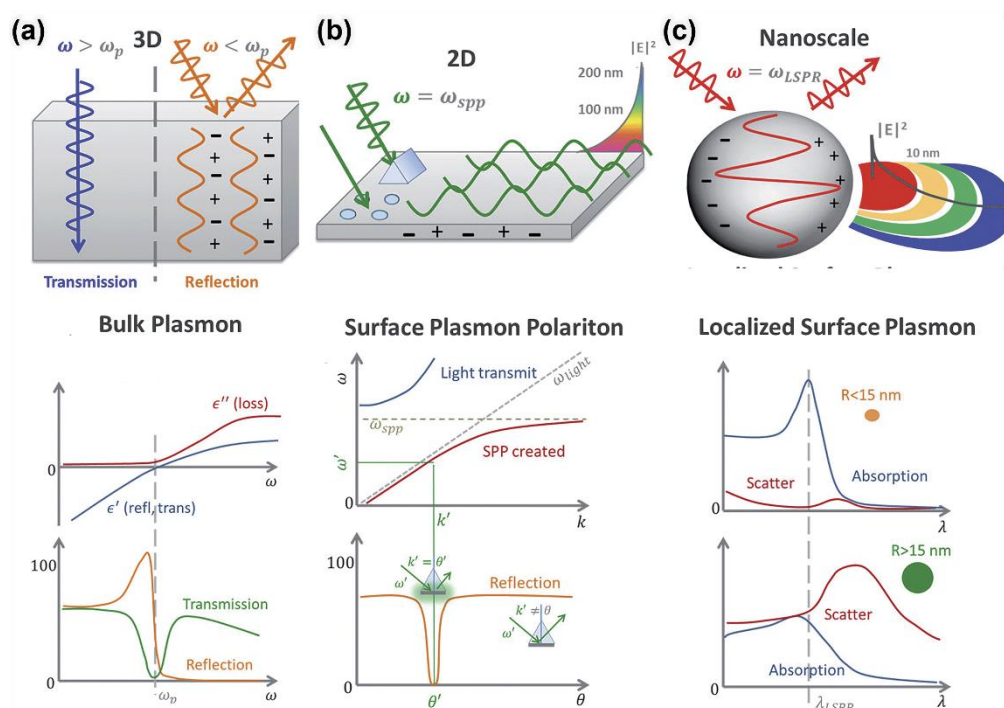 (a)
3D
ω > ωp
ω < ωp
- + - + - +
+ - + - + -
Transmission
Reflection
Bulk Plasmon
ϵ′′ (loss)
0
ω
ϵ′ (refl, trans)
100
Transmission
Reflection
0
ωp
ω
(b)
2D
ω = ωspp
|E|²
200 nm
100 nm
- + - + -
Surface Plasmon Polariton
ω
Light transmit
ωlight
ωspp
ω′
SPP created
0
k
k′
100
k′ = θ′
ω′
Reflection
k′ ≠ θ
ω′
0
θ′
θ
(c)
Nanoscale
ω = ωLSPR
|E|²
10 nm
- - - - -
+ + + + +
Localized Surface Plasmon
R<15 nm
Scatter
Absorption
0
λ
R>15 nm
Scatter
Absorption
0
λLSPR
λ